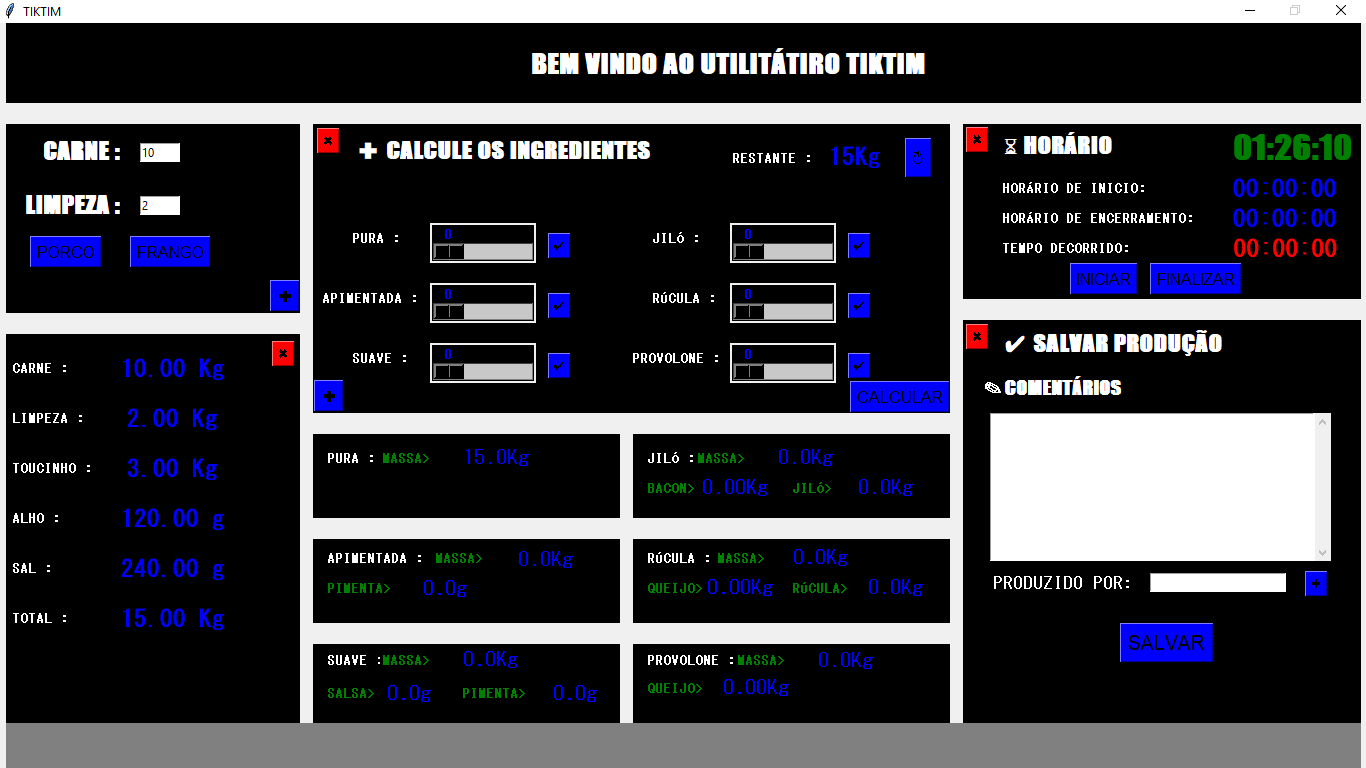 TIKTIM
BEM VINDO AO UTILITÁTIRO TIKTIM
CARNE : 10
LIMPEZA : 2
PORCO FRANGO
+
CARNE : 10.00 Kg
LIMPEZA : 2.00 Kg
TOUCINHO : 3.00 Kg
ALHO : 120.00 g
SAL : 240.00 g
TOTAL : 15.00 Kg
+ CALCULE OS INGREDIENTES
RESTANTE : 15Kg
PURA : 0
JILó : 0
APIMENTADA : 0
RúCULA : 0
SUAVE : 0
PROVOLONE : 0
+ CALCULAR
PURA : MASSA> 15.0Kg
JILó : MASSA> 0.0Kg
BACON> 0.00Kg JILó> 0.0Kg
APIMENTADA : MASSA> 0.0Kg
PIMENTA> 0.0g
RúCULA : MASSA> 0.0Kg
QUEIJO> 0.00Kg RúCULA> 0.0Kg
SUAVE : MASSA> 0.0Kg
SALSA> 0.0g PIMENTA> 0.0g
PROVOLONE : MASSA> 0.0Kg
QUEIJO> 0.00Kg
HORÁRIO 01:26:10
HORÁRIO DE INICIO: 00:00:00
HORÁRIO DE ENCERRAMENTO: 00:00:00
TEMPO DECORRIDO: 00:00:00
INICIAR FINALIZAR
✔ SALVAR PRODUÇÃO
✎ COMENTÁRIOS
PRODUZIDO POR: +
SALVAR